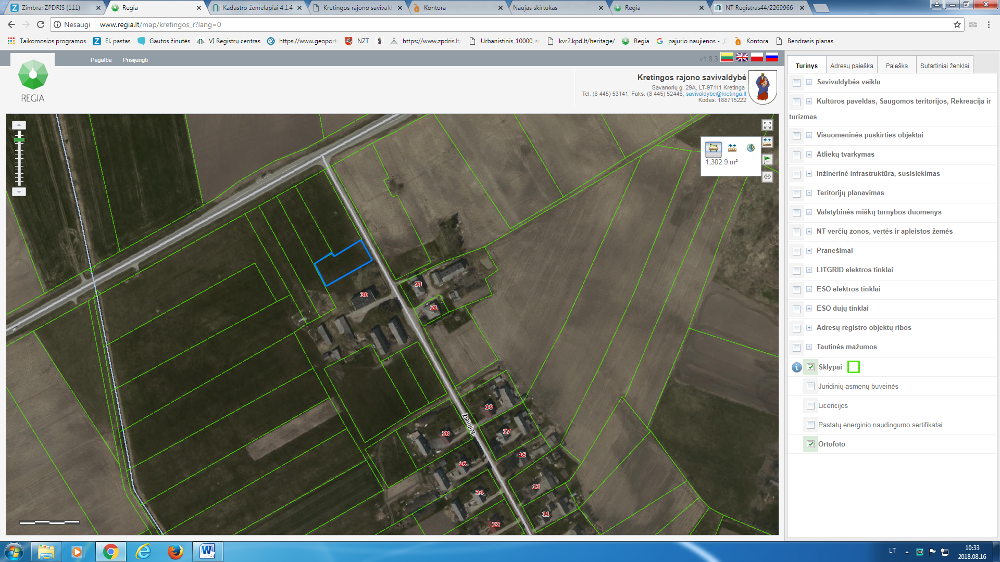 Zimbra: ZPDRIS (111)
Regia
Kadastro žemėlapiai 4.1.4
Kretingos rajono savivald
Kontora
Naujas skirtukas
Regia
NT Registras44/2269966
Nesaugi
www.regia.lt/map/kretingos_r?lang=0
Taikomosios programos
El. pastas
Gautos žinutės
VĮ Registrų centras
https://www.geoport
NZT
https://www.zpdris.lt
Urbanistinis_10000_s
kvr2.kpd.lt/heritage/
Regia
pajurio naujienos -
Kontora
Bendrasis planas
Pagalba
Prisijungti
v1.8.3
REGIA
Kretingos rajono savivaldybė
Savanorių g. 29A, LT-97111 Kretinga
Tel. (8 445) 53141; Faks. (8 445) 52448, savivaldybe@kretinga.lt
Kodas: 188715222
Turinys
Adresų paieška
Paieška
Sutartiniai ženklai
Savivaldybės veikla
Kultūros paveldas, Saugomos teritorijos, Rekreacija ir
turizmas
Visuomeninės paskirties objektai
Atliekų tvarkymas
Inžinerinė infrastruktūra, susisiekimas
Teritorijų planavimas
Valstybinės miškų tarnybos duomenys
NT verčių zonos, vertės ir apleistos žemės
Pranešimai
LITGRID elektros tinklai
ESO elektros tinklai
ESO dujų tinklai
Adresų registro objektų ribos
Tautinės mažumos
Sklypai
Juridinių asmenų buveinės
Licencijos
Pastatų energinio naudingumo sertifikatai
Ortofoto
1,302.9 m²
23
30
21
19
Žalioji g.
28
17
15
26
13
24
11
22
LT
10:33
2018.08.16